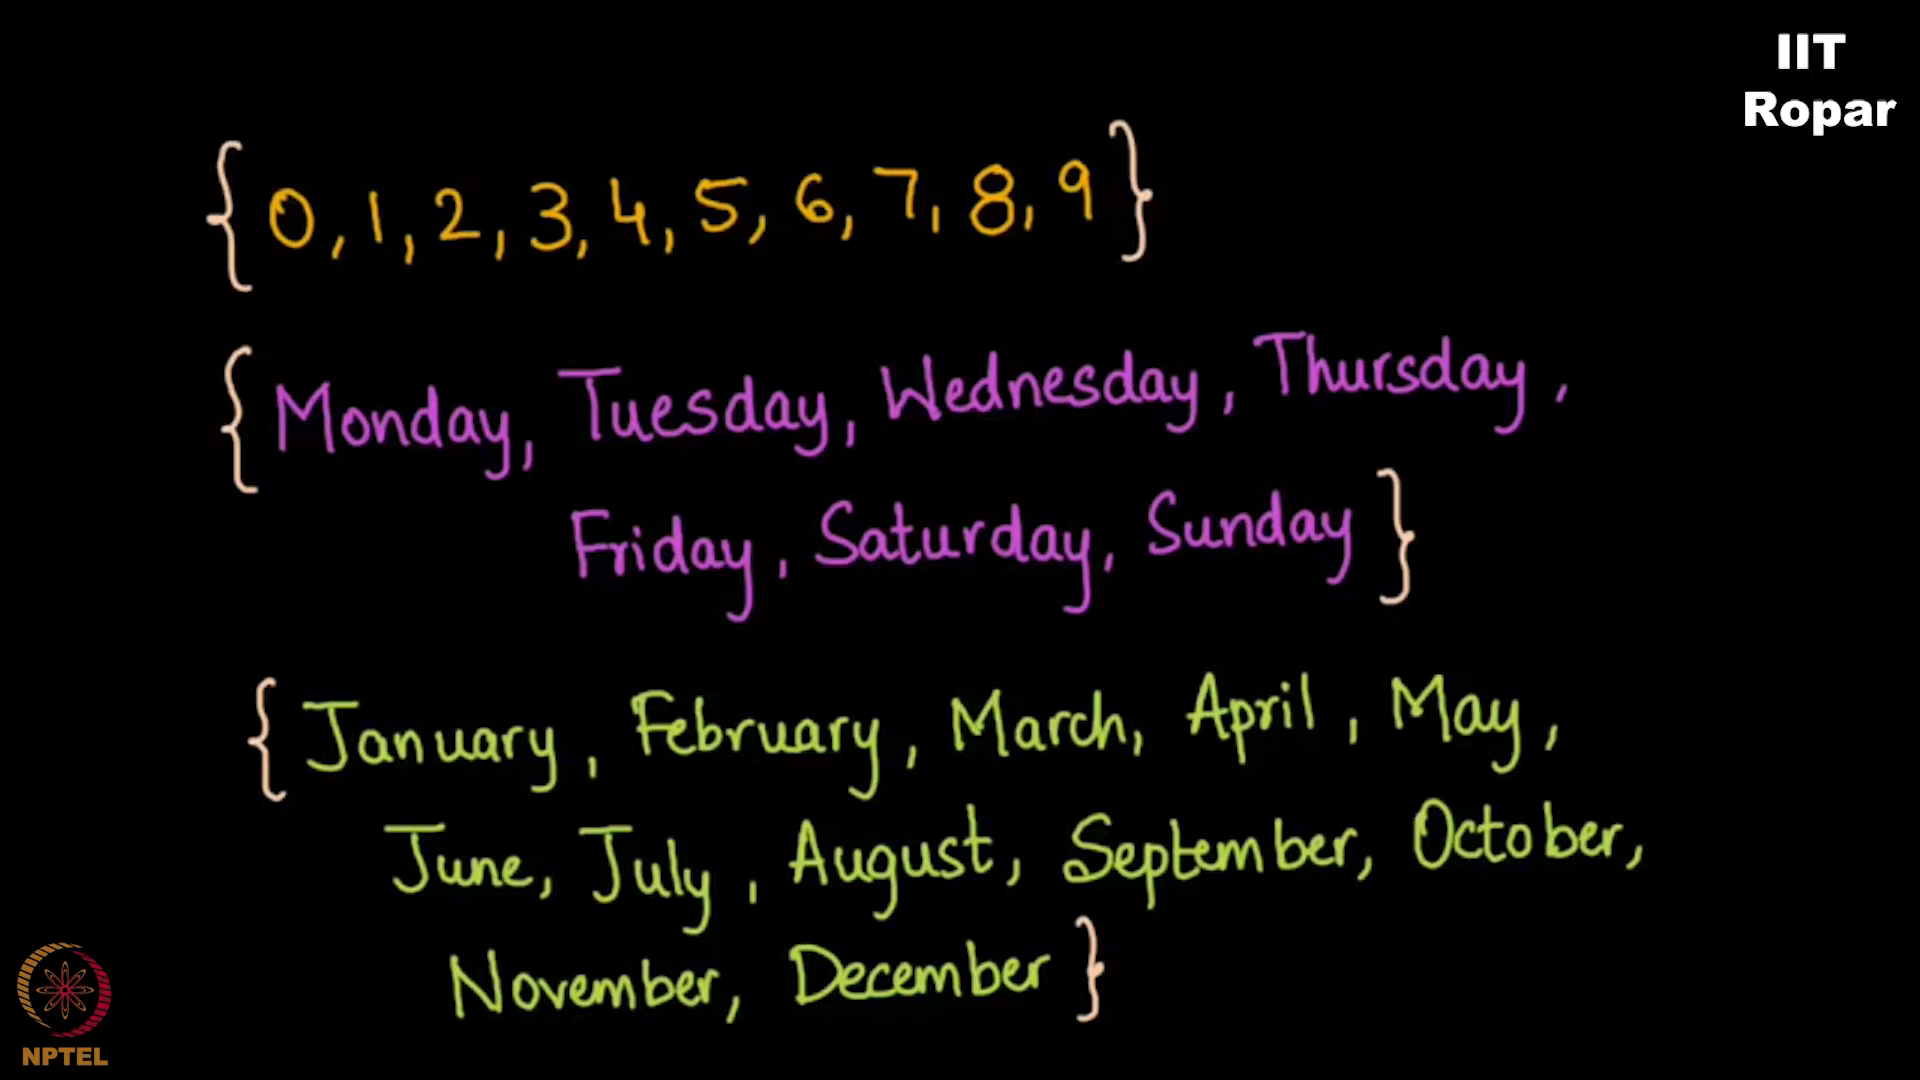 IIT
Ropar
{0, 1, 2, 3, 4, 5, 6, 7, 8, 9}
{Monday, Tuesday, Wednesday, Thursday,
Friday, Saturday, Sunday}
{January, February, March, April, May,
June, July, August, September, October,
November, December}
NPTEL